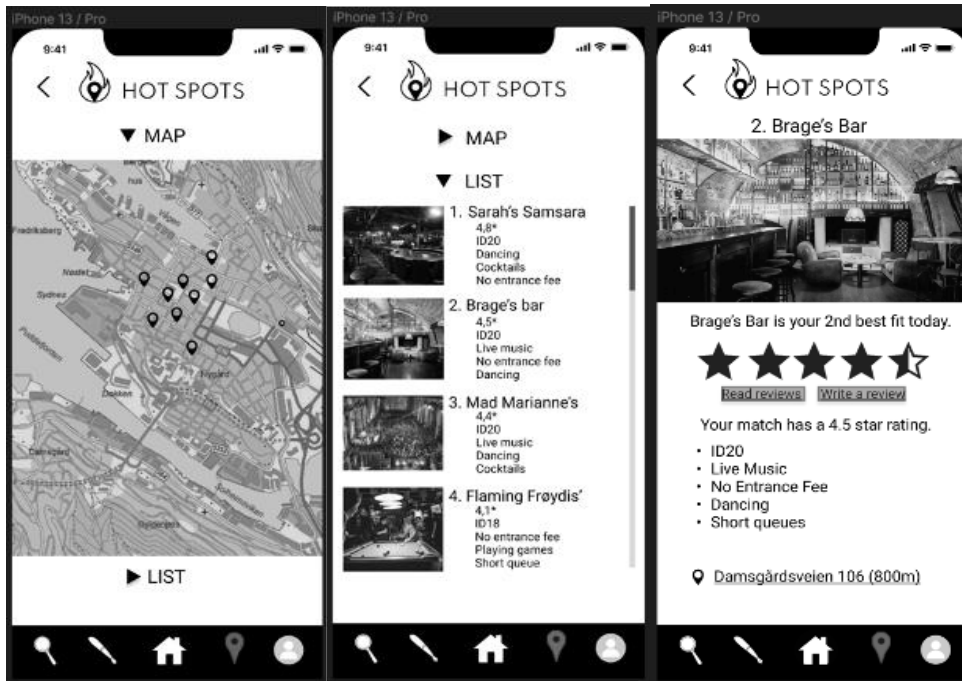 iPhone 13 / Pro
9:41
HOT SPOTS
▼ MAP
hus
Vågen
Fredriksberg
Nøstet
Sydnes
Puddefjorden
Nygård
Dokken
Damsgård
▶ LIST
iPhone 13 / Pro
9:41
HOT SPOTS
▶ MAP
▼ LIST
1. Sarah's Samsara
4,8*
ID20
Dancing
Cocktails
No entrance fee
2. Brage's bar
4,5*
ID20
Live music
No entrance fee
Dancing
3. Mad Marianne's
4,4*
ID20
Live music
Dancing
Cocktails
4. Flaming Frøydis'
4,1*
ID18
No entrance fee
Playing games
Short queue
iPhone 13 / Pro
9:41
HOT SPOTS
2. Brage's Bar
Brage's Bar is your 2nd best fit today.
Read reviews Write a review
Your match has a 4.5 star rating.
• ID20
• Live Music
• No Entrance Fee
• Dancing
• Short queues
Damsgårdsveien 106 (800m)